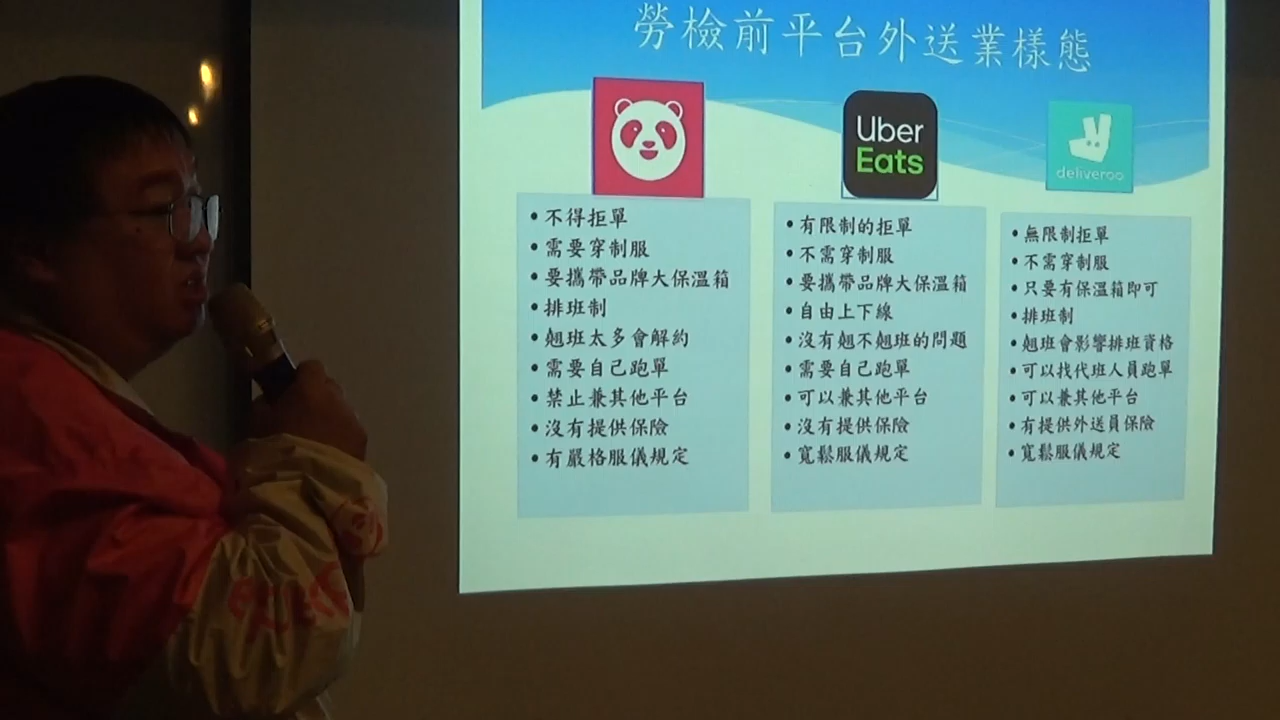 勞檢前平台外送業樣態
Uber
Eats
deliveroo
•不得拒單
•需要穿制服
•要攜帶品牌大保溫箱
•排班制
•翹班太多會解約
•需要自己跑單
•禁止兼其他平台
•沒有提供保險
•有嚴格服儀規定
•有限制的拒單
•不需穿制服
•要攜帶品牌大保溫箱
•自由上下線
•沒有翹不翹班的問題
•需要自己跑單
•可以兼其他平台
•沒有提供保險
•寬鬆服儀規定
•無限制拒單
•不需穿制服
•只要有保溫箱即可
•排班制
•翹班會影響排班資格
•可以找代班人員跑單
•可以兼其他平台
•有提供外送員保險
•寬鬆服儀規定